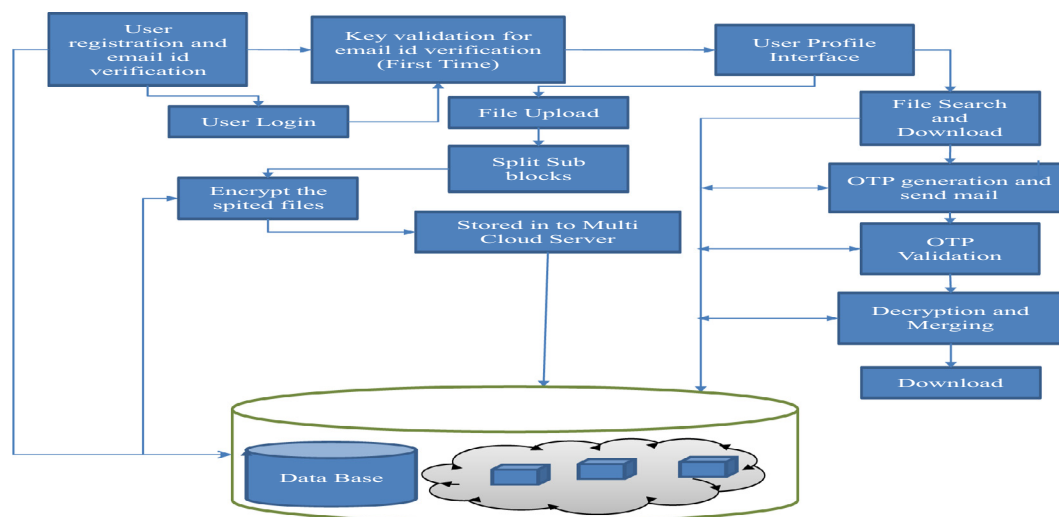 User
registration and
email id
verification
Key validation for
email id verification
(First Time)
User Profile
Interface
User Login
File Upload
File Search
and
Download
Split Sub
blocks
Encrypt the
spited files
OTP generation and
send mail
Stored in to Multi
Cloud Server
OTP
Validation
Decryption and
Merging
Download
Data Base